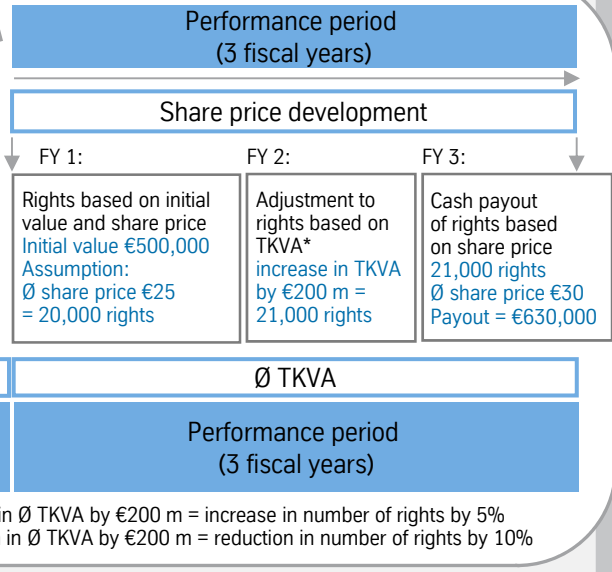 Performance period
(3 fiscal years)
Share price development
FY 1:
FY 2:
FY 3:
Rights based on initial
value and share price
Initial value €500,000
Assumption:
Ø share price €25
= 20,000 rights
Adjustment to
rights based on
TKVA*
increase in TKVA
by €200 m =
21,000 rights
Cash payout
of rights based
on share price
21,000 rights
Ø share price €30
Payout = €630,000
Ø TKVA
Performance period
(3 fiscal years)
in Ø TKVA by €200 m = increase in number of rights by 5%
in Ø TKVA by €200 m = reduction in number of rights by 10%